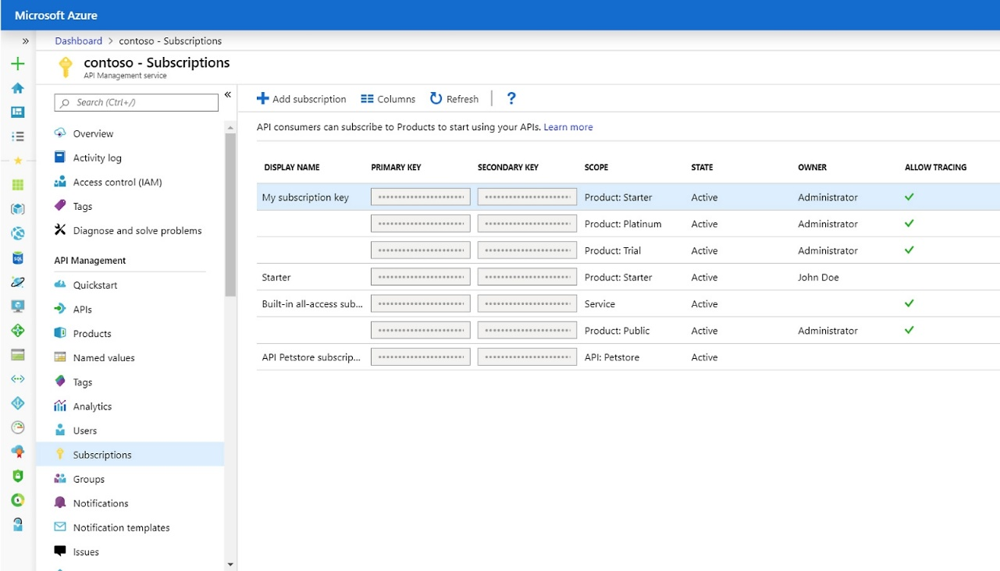 Microsoft Azure
»
Dashboard > contoso - Subscriptions
contoso - Subscriptions
API Management service
Search (Ctrl+/)
«
Overview
Activity log
Access control (IAM)
Tags
Diagnose and solve problems
API Management
Quickstart
APIs
Products
Named values
Tags
Analytics
Users
Subscriptions
Groups
Notifications
Notification templates
Issues
Add subscription Columns Refresh ?
API consumers can subscribe to Products to start using your APIs. Learn more
DISPLAY NAME PRIMARY KEY SECONDARY KEY SCOPE STATE OWNER ALLOW TRACING
My subscription key Product: Starter Active Administrator
Product: Platinum Active Administrator
Product: Trial Active Administrator
Starter Product: Starter Active John Doe
Built-in all-access sub... Service Active
Product: Public Active Administrator
API Petstore subscrip... API: Petstore Active